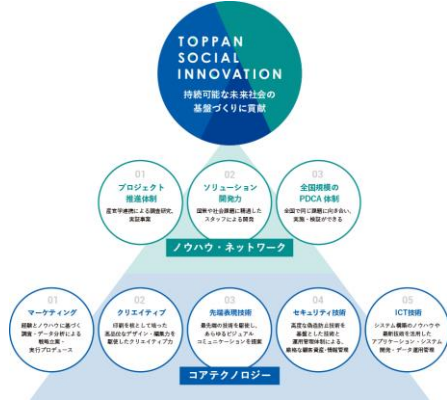 TOPPAN
SOCIAL
INNOVATION
持続可能な未来社会の
基盤づくりに貢献
01
プロジェクト
推進体制
産官学連携による調査研究、
実証事業
02
ソリューション
開発力
国策や社会課題に精通した
スタッフによる開発
03
全国規模の
PDCA体制
全国で同じ課題に向き合い、
実施・検証ができる
ノウハウ・ネットワーク
01
マーケティング
経験とノウハウに基づく
調査・データ分析による
戦略立案・
実行プロデュース
02
クリエイティブ
印刷を核として培った
高品位なデザイン・編集力を
駆使したクリエイティブ力
03
先端表現技術
最先端の技術を駆使し、
あらゆるビジュアル
コミュニケーションを提案
04
セキュリティ技術
高度な偽造防止技術を
基盤とした技術と
運用管理体制による、
厳格な顧客資産・情報管理
05
ICT技術
システム構築のノウハウや
最新技術を活用した
アプリケーション・システム
開発・データ運用管理
コアテクノロジー